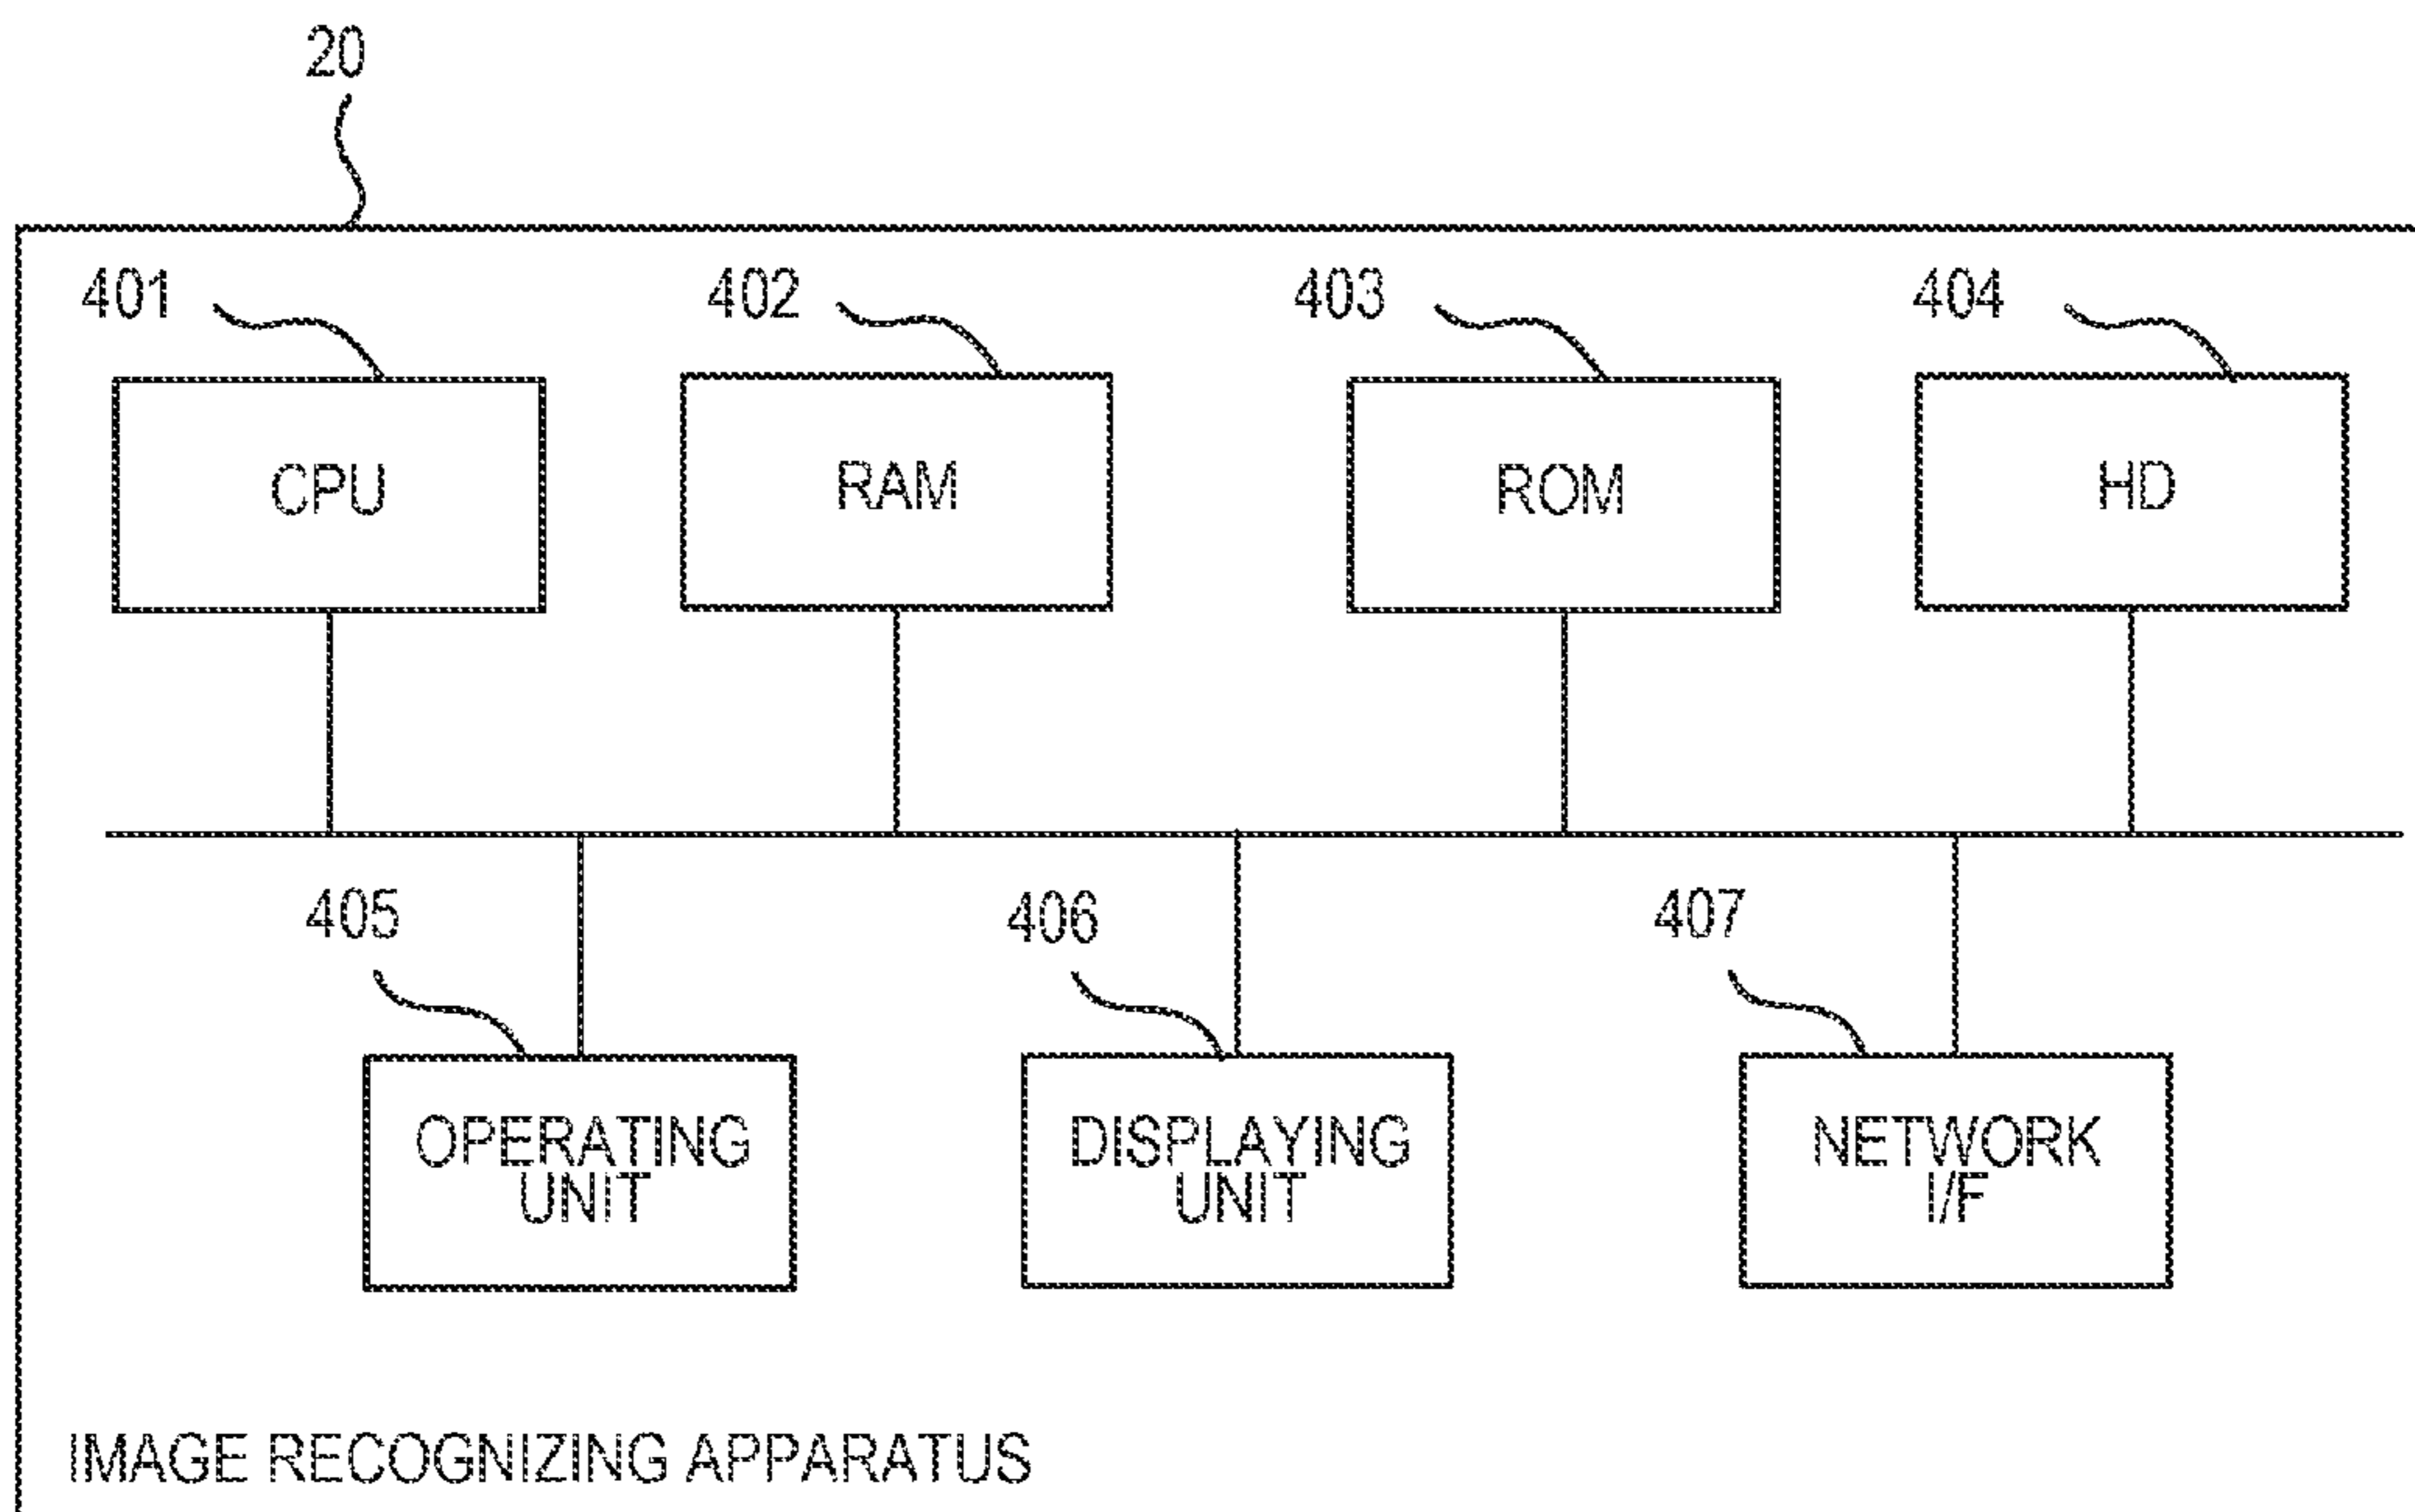 20
401
402
403
404
CPU
RAM
ROM
HD
405
406
407
OPERATING
UNIT
DISPLAYING
UNIT
NETWORK
I/F
IMAGE RECOGNIZING APPARATUS